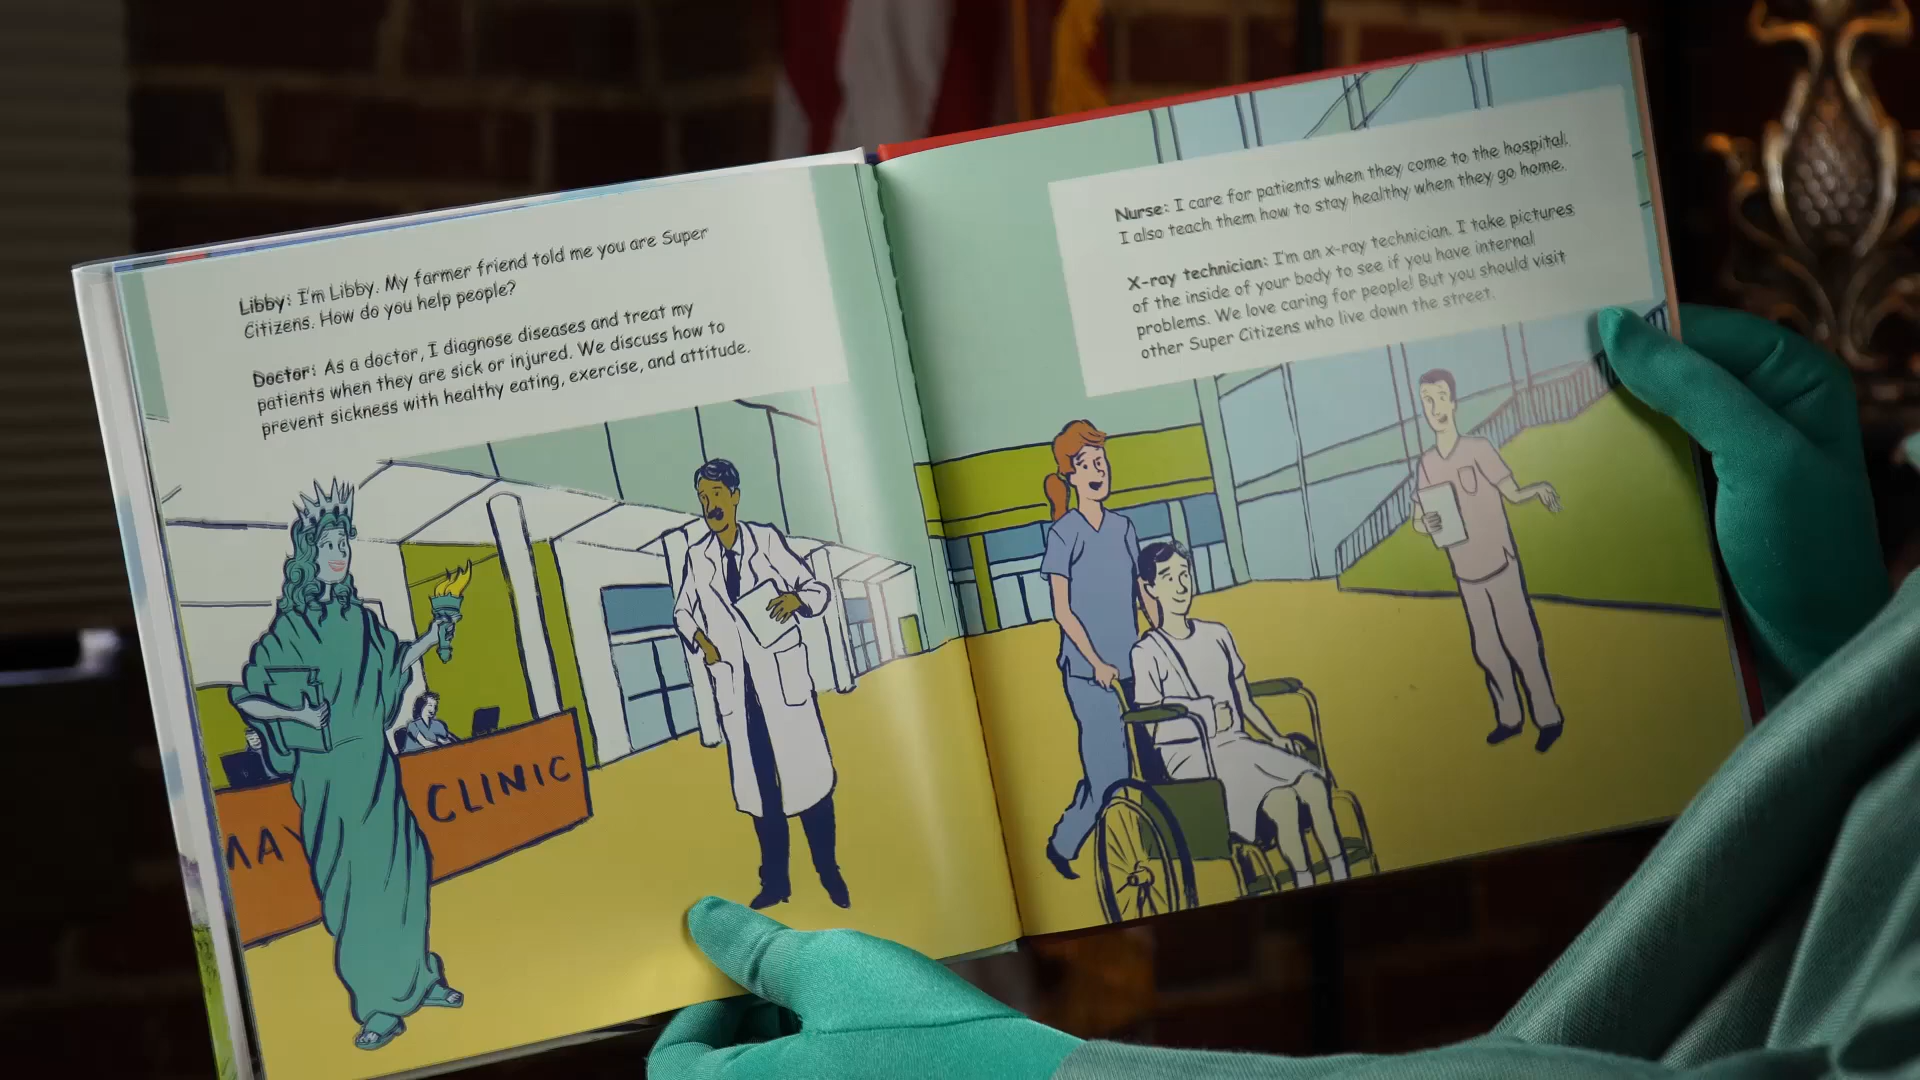 Libby: I'm Libby. My farmer friend told me you are Super
Citizens. How do you help people?
Doctor: As a doctor, I diagnose diseases and treat my
patients when they are sick or injured. We discuss how to
prevent sickness with healthy eating, exercise, and attitude.
MAY CLINIC
Nurse: I care for patients when they come to the hospital.
I also teach them how to stay healthy when they go home.
X-ray technician: I'm an x-ray technician. I take pictures
of the inside of your body to see if you have internal
problems. We love caring for people! But you should visit
other Super Citizens who live down the street.